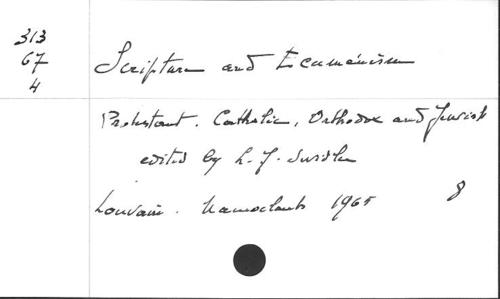 313
67
4
Scripture and Ecumenism
Protestant. Catholic, Orthodox and Jewish
edited by L. J. Swidler
Louvain. Nauwelaerts 1965 8